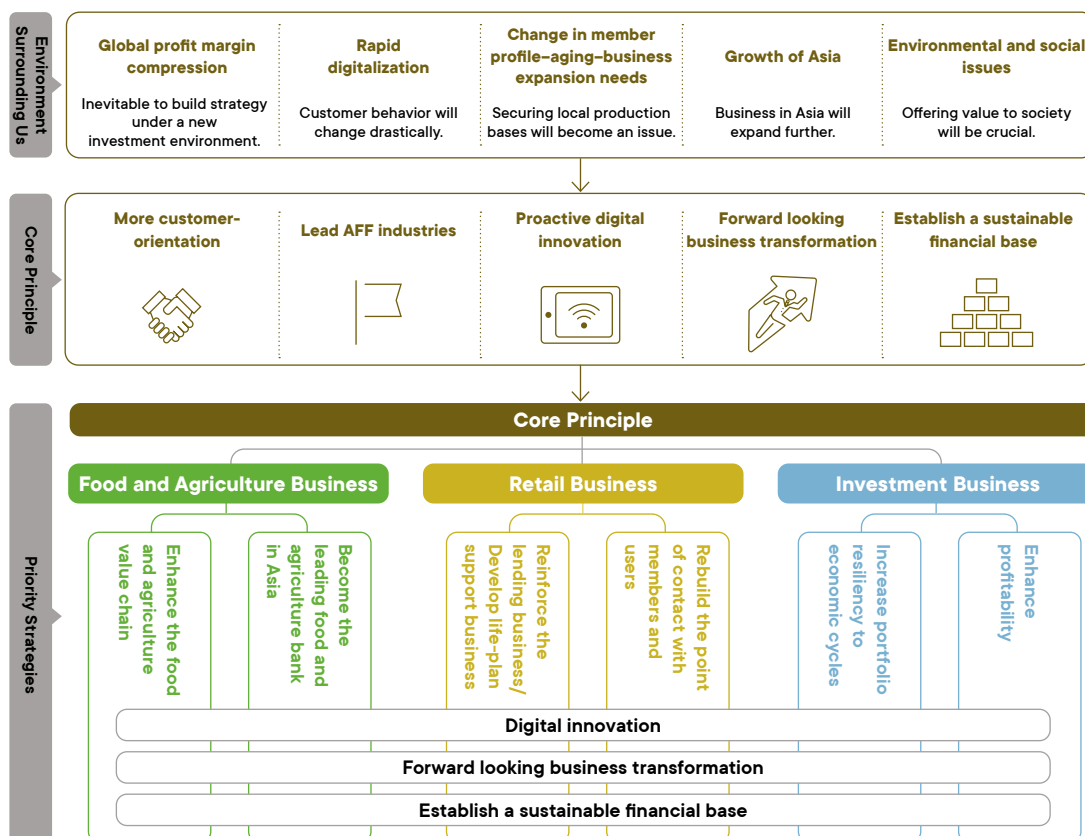 Environment
Surrounding Us
Global profit margin
compression
Inevitable to build strategy
under a new
investment environment.
Rapid
digitalization
Customer behavior will
change drastically.
Change in member
profile–aging–business
expansion needs
Securing local production
bases will become an issue.
Growth of Asia
Business in Asia will
expand further.
Environmental and social
issues
Offering value to society
will be crucial.
Core Principle
More customer-
orientation
Lead AFF industries
Proactive digital
innovation
Forward looking
business transformation
Establish a sustainable
financial base
Priority Strategies
Core Principle
Food and Agriculture Business
Enhance the food
and agriculture
value chain
Become the
leading food and
agriculture bank
in Asia
Retail Business
Reinforce the
lending business/
Develop life-plan
support business
Rebuild the point
of contact with
members and
users
Investment Business
Increase portfolio
resiliency to
economic cycles
Enhance
profitability
Digital innovation
Forward looking business transformation
Establish a sustainable financial base